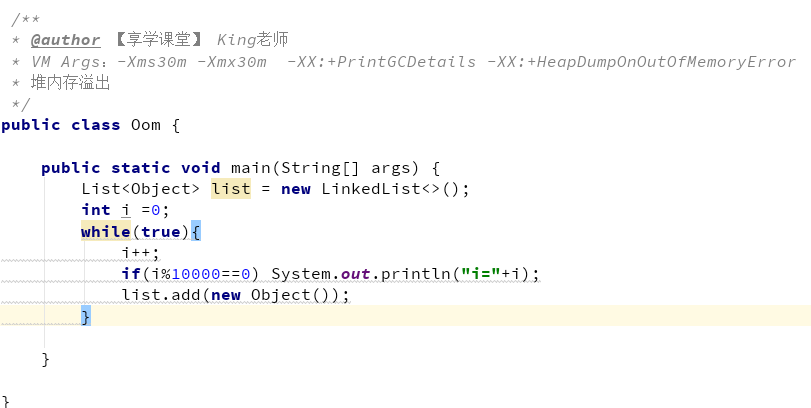 /**
* @author 【享学课堂】 King老师
* VM Args：-Xms30m -Xmx30m  -XX:+PrintGCDetails -XX:+HeapDumpOnOutOfMemoryError
* 堆内存溢出
*/
public class Oom {
public static void main(String[] args) {
List<Object> list = new LinkedList<>();
int i =0;
while(true){
i++;
if(i%10000==0) System.out.println("i="+i);
list.add(new Object());
}
}
}